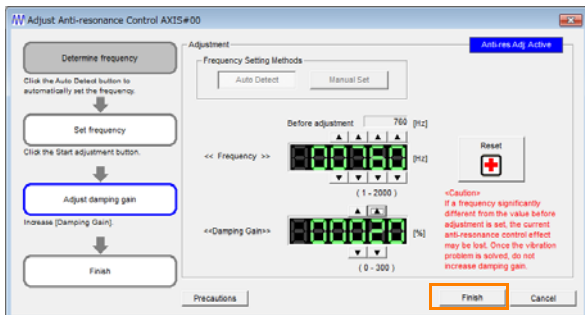 Adjust Anti-resonance Control AXIS#00
Determine frequency
Click the Auto Detect button to
automatically set the frequency.
Set frequency
Click the Start adjustment button.
Adjust damping gain
Increase [Damping Gain].
Finish
Adjustment
Anti-res Adj Active
Frequency Setting Methods
Auto Detect
Manual Set
Before adjustment 760 [Hz]
<< Frequency >> 000760 [Hz]
(1 - 2000)
<<Damping Gain>> 000020 [%]
(0 - 300)
Reset
<Caution>
If a frequency significantly
different from the value before
adjustment is set, the current
anti-resonance control effect
may be lost. Once the vibration
problem is solved, do not
increase damping gain.
Precautions
Finish
Cancel